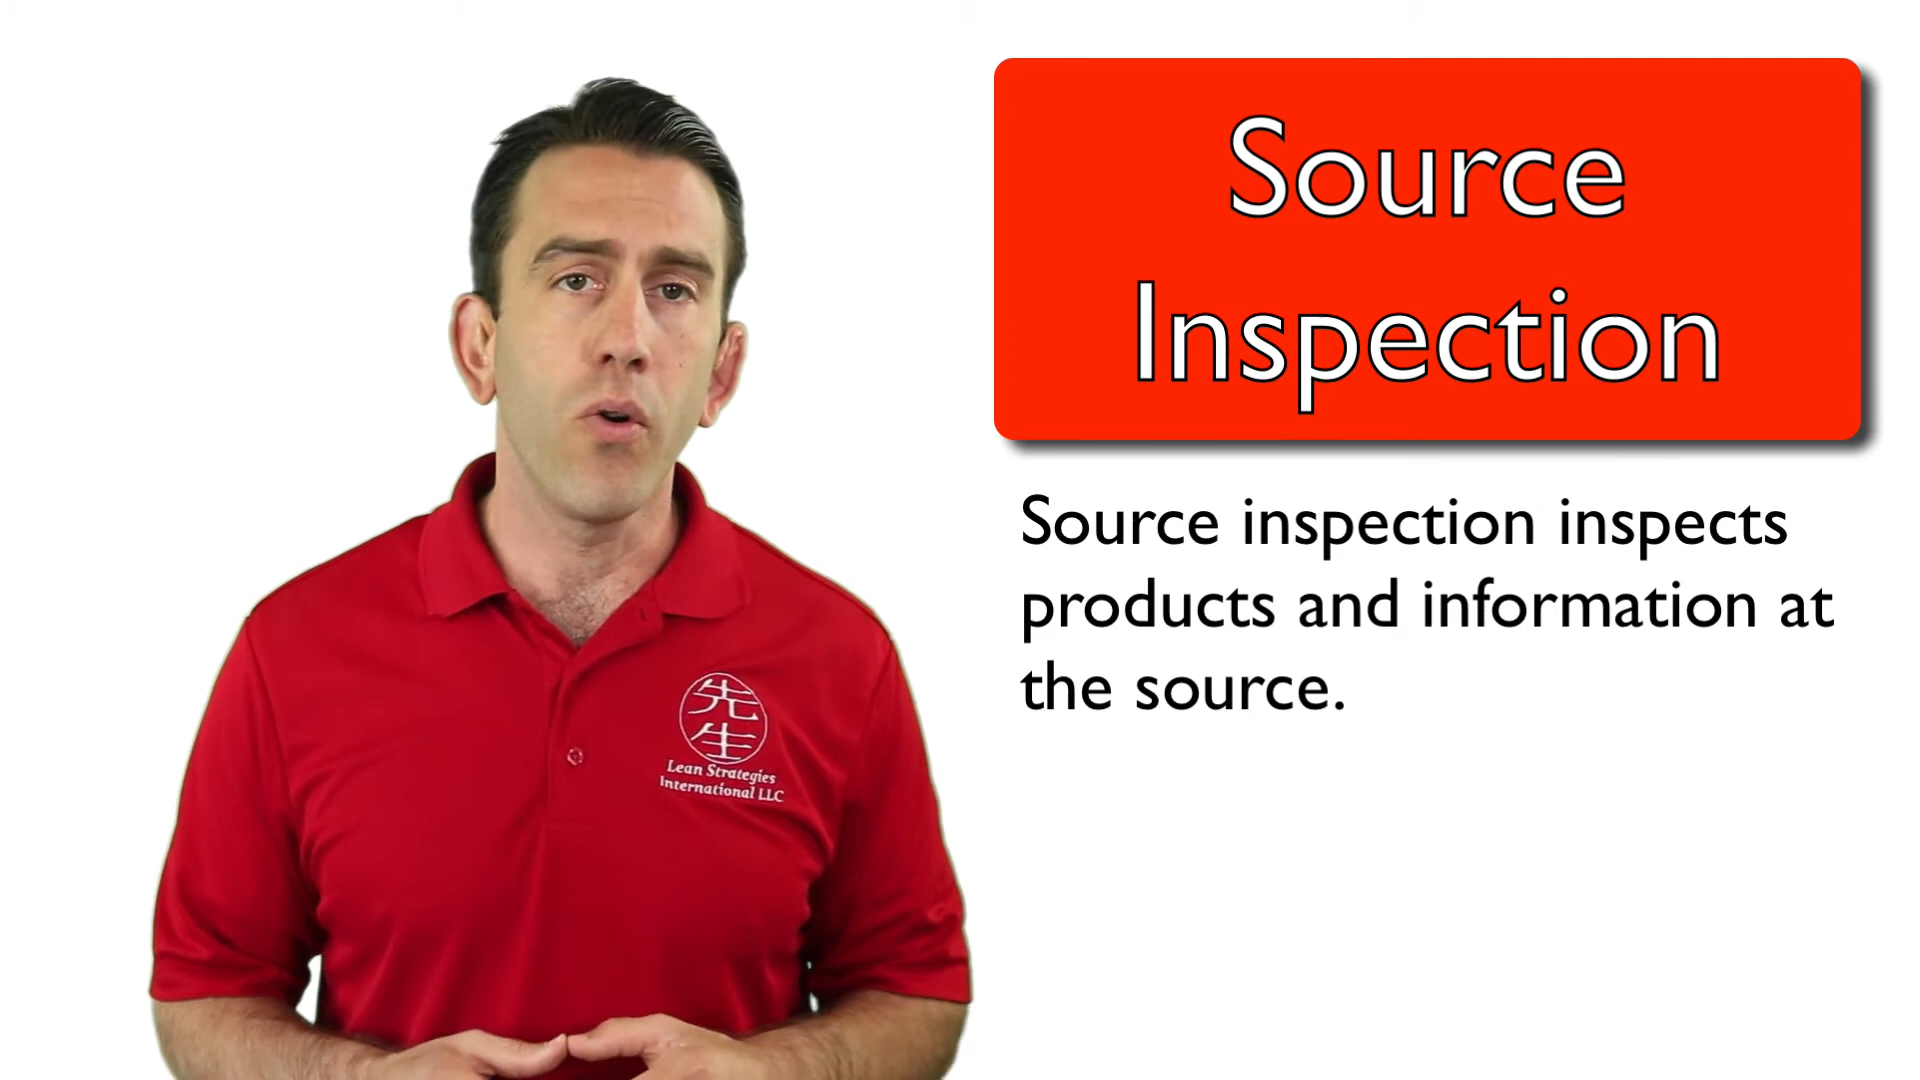 Source
Inspection
Source inspection inspects
products and information at
the source.
先
生
Lean Strategies
International LLC